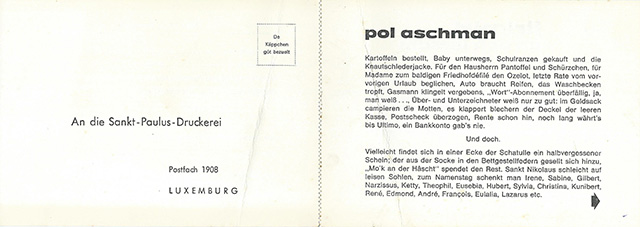 De
Käppchen
gūt bezuelt
An die Sankt-Paulus-Druckerei
Postfach 1908
LUXEMBURG
pol aschman
Kartoffeln bestellt, Baby unterwegs, Schulranzen gekauft und die
Knautschlederjacke. Für den Hausherrn Pantoffel und Schürzchen, für
Madame zum baldigen Friedhofdéfilé den Ozelot, letzte Rate vom vor-
vorigen Urlaub beglichen, Auto braucht Reifen, das Waschbecken
tropft, Gasmann klingelt vergebens, „Wort"-Abonnement überfällig, ja,
man weiß . . ., Über- und Unterzeichneter weiß nur zu gut: im Goldsack
campieren die Motten, es klappert blechern der Deckel der leeren
Kasse, Postscheck überzogen, Rente schon hin, noch lang währt's
bis Ultimo, ein Bankkonto gab's nie.
Und doch.
Vielleicht findet sich in einer Ecke der Schatulle ein halbvergessener
Schein; der aus der Socke in den Bettgestellfedern gesellt sich hinzu,
„Mo'k an der Häscht" spendet den Rest. Sankt Nikolaus schleicht auf
leisen Sohlen, zum Namenstag schenkt man Irene, Sabine, Gilbert,
Narzissus, Ketty, Theophil, Eusebia, Hubert, Sylvia, Christina, Kunibert,
René, Edmond, André, François, Eulalia, Lazarus etc.